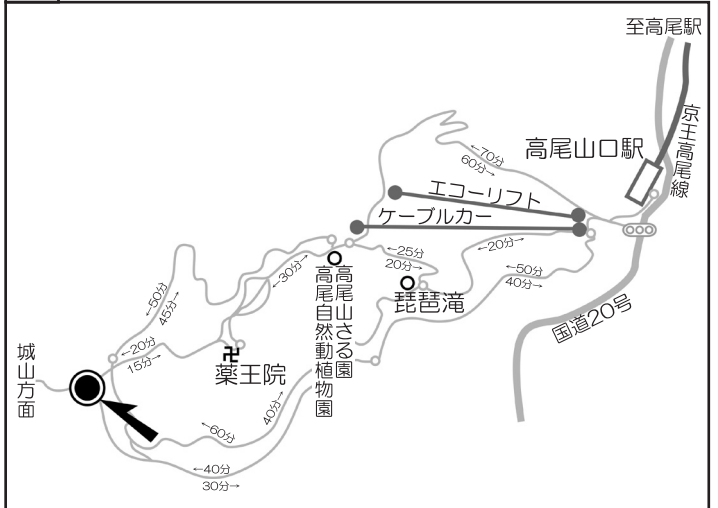 至高尾駅
京王高尾線
高尾山口駅
←70分
60分→
エコーリフト
ケーブルカー
←20分→
←25分
20分→
←50分
40分→
琵琶滝
国道20号
←30分→
高尾山さる園
高尾自然動植物園
←50分
45分→
←20分
15分→
卍
薬王院
城山方面
←60分
40分→
←40分
30分→